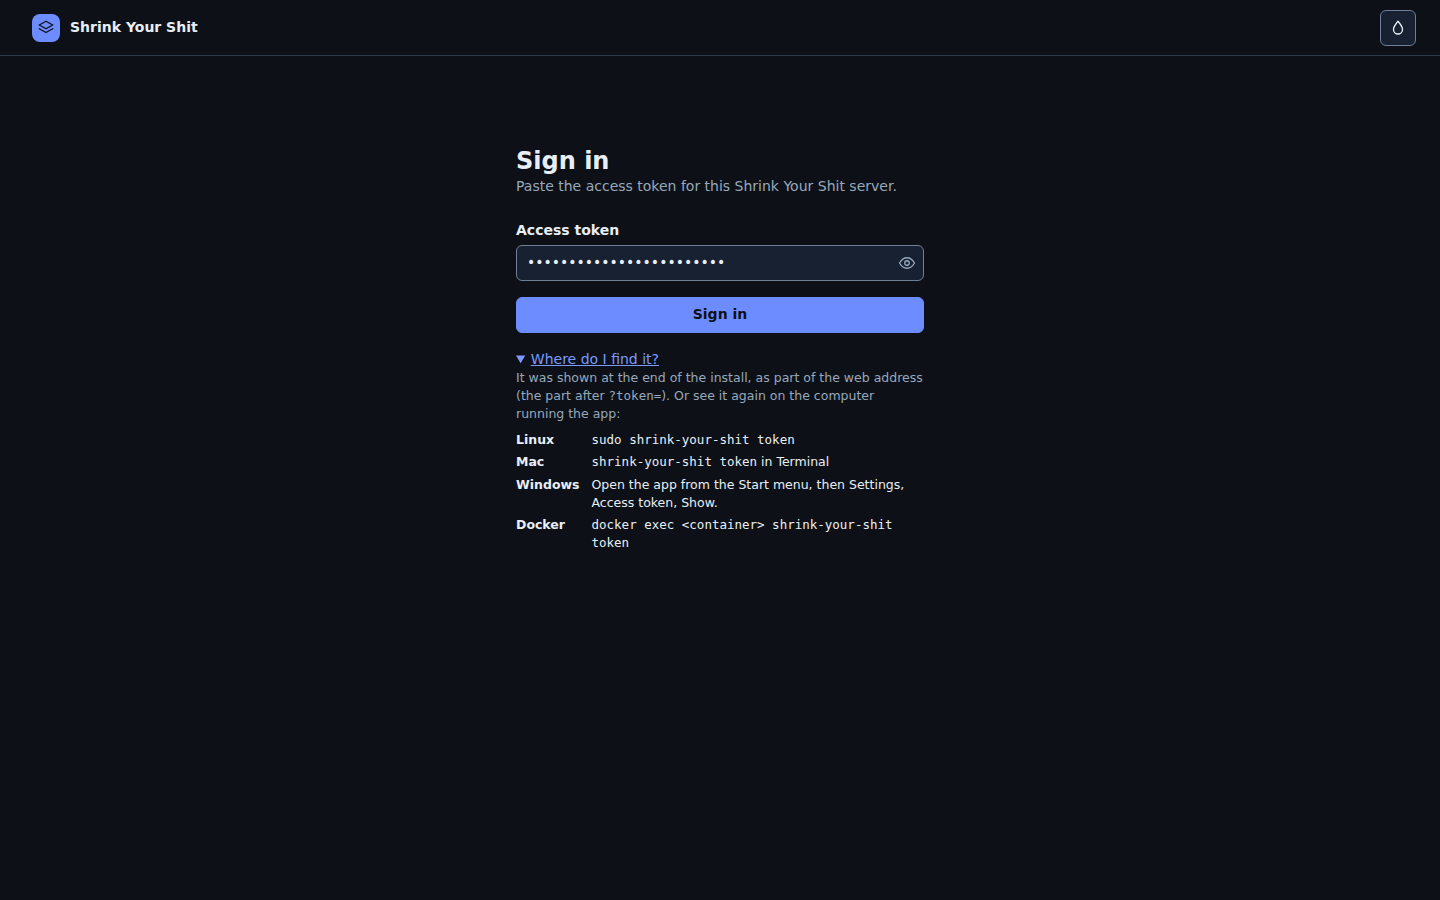 Shrink Your Shit
Sign in
Paste the access token for this Shrink Your Shit server.
Access token
••••••••••••••••••••••••
Sign in
▼ Where do I find it?
It was shown at the end of the install, as part of the web address
(the part after ?token=). Or see it again on the computer
running the app:
Linux sudo shrink-your-shit token
Mac shrink-your-shit token in Terminal
Windows Open the app from the Start menu, then Settings,
Access token, Show.
Docker docker exec <container> shrink-your-shit
token